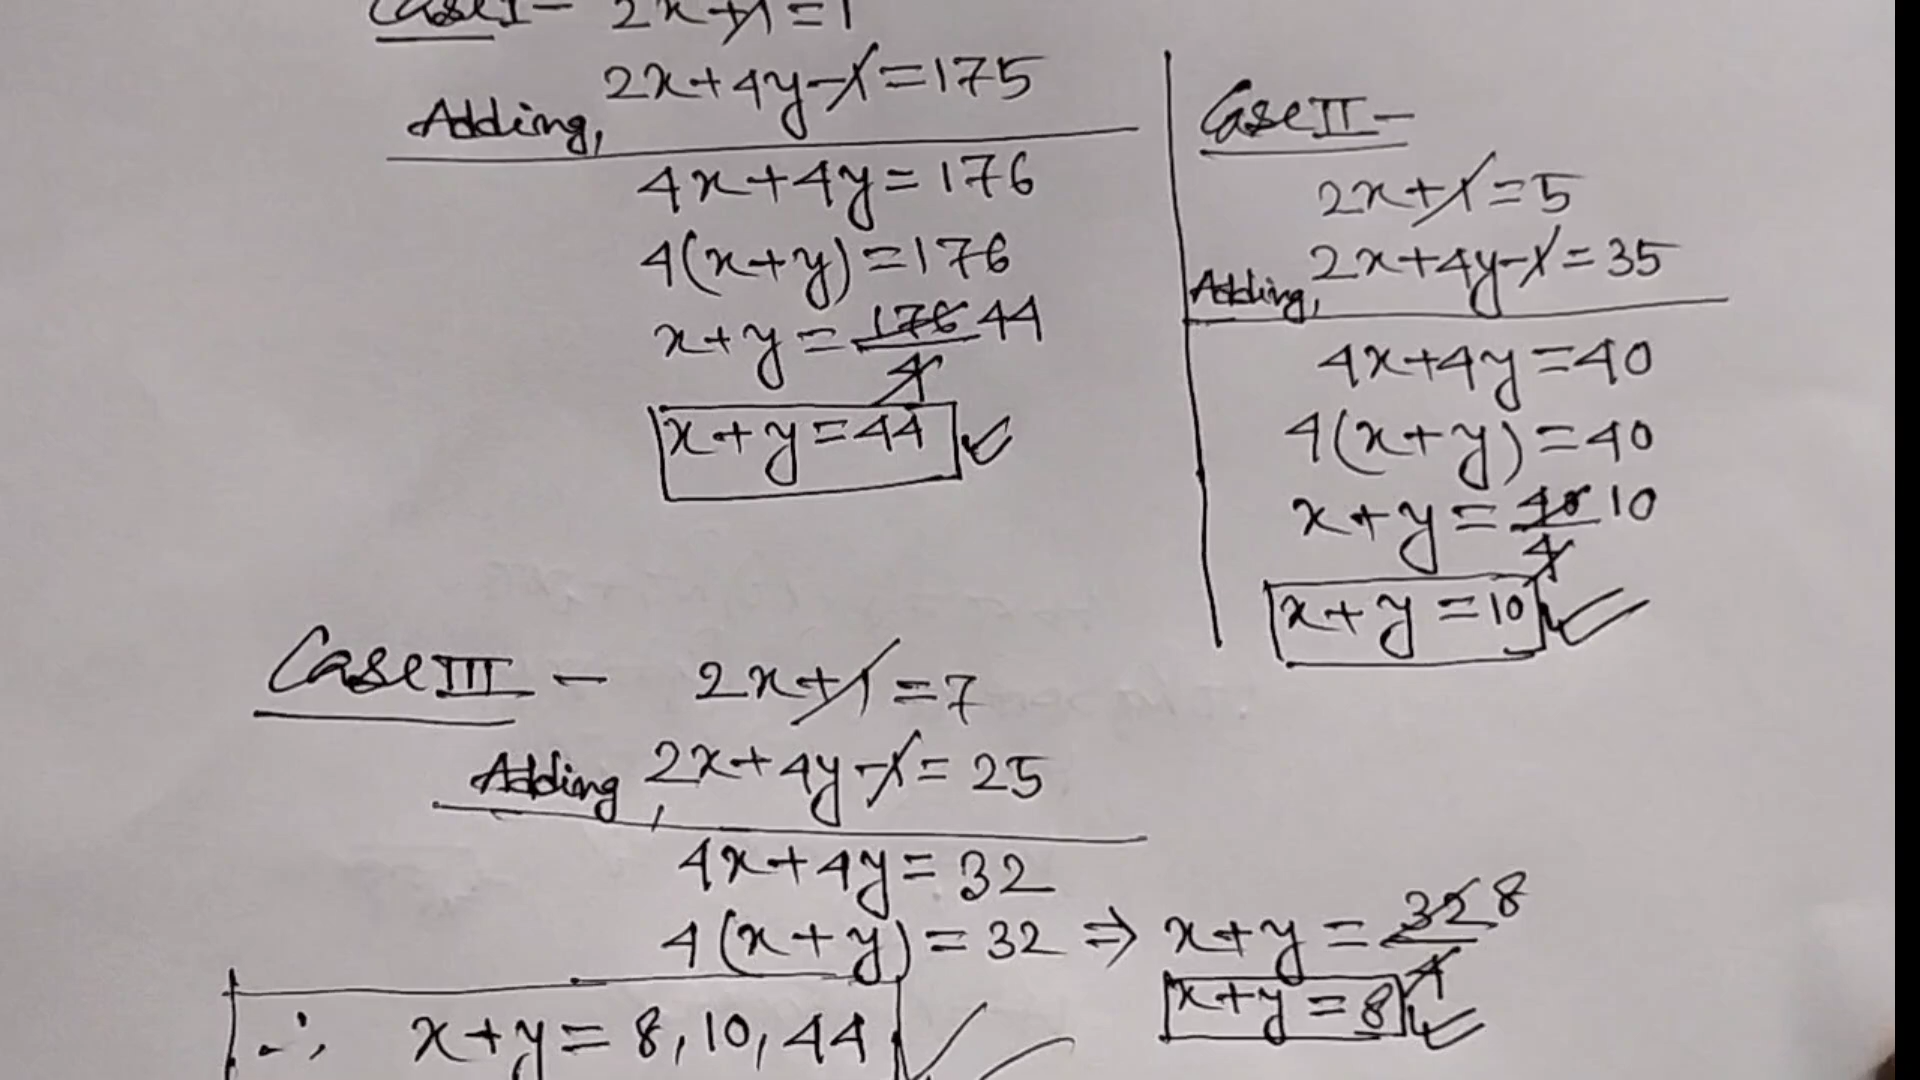 Case I - 2x+1=1
2x+4y-1=175
Adding,
4x+4y=176
4(x+y)=176
x+y=176/4 44
x+y=44
Case II -
2x+1=5
2x+4y-1=35
Adding,
4x+4y=40
4(x+y)=40
x+y=40/4 10
x+y=10
Case III - 2x+1=7
Adding, 2x+4y-1=25
4x+4y=32
4(x+y)=32 ⇒ x+y=32/4 8
x+y=8
∴ x+y=8,10,44